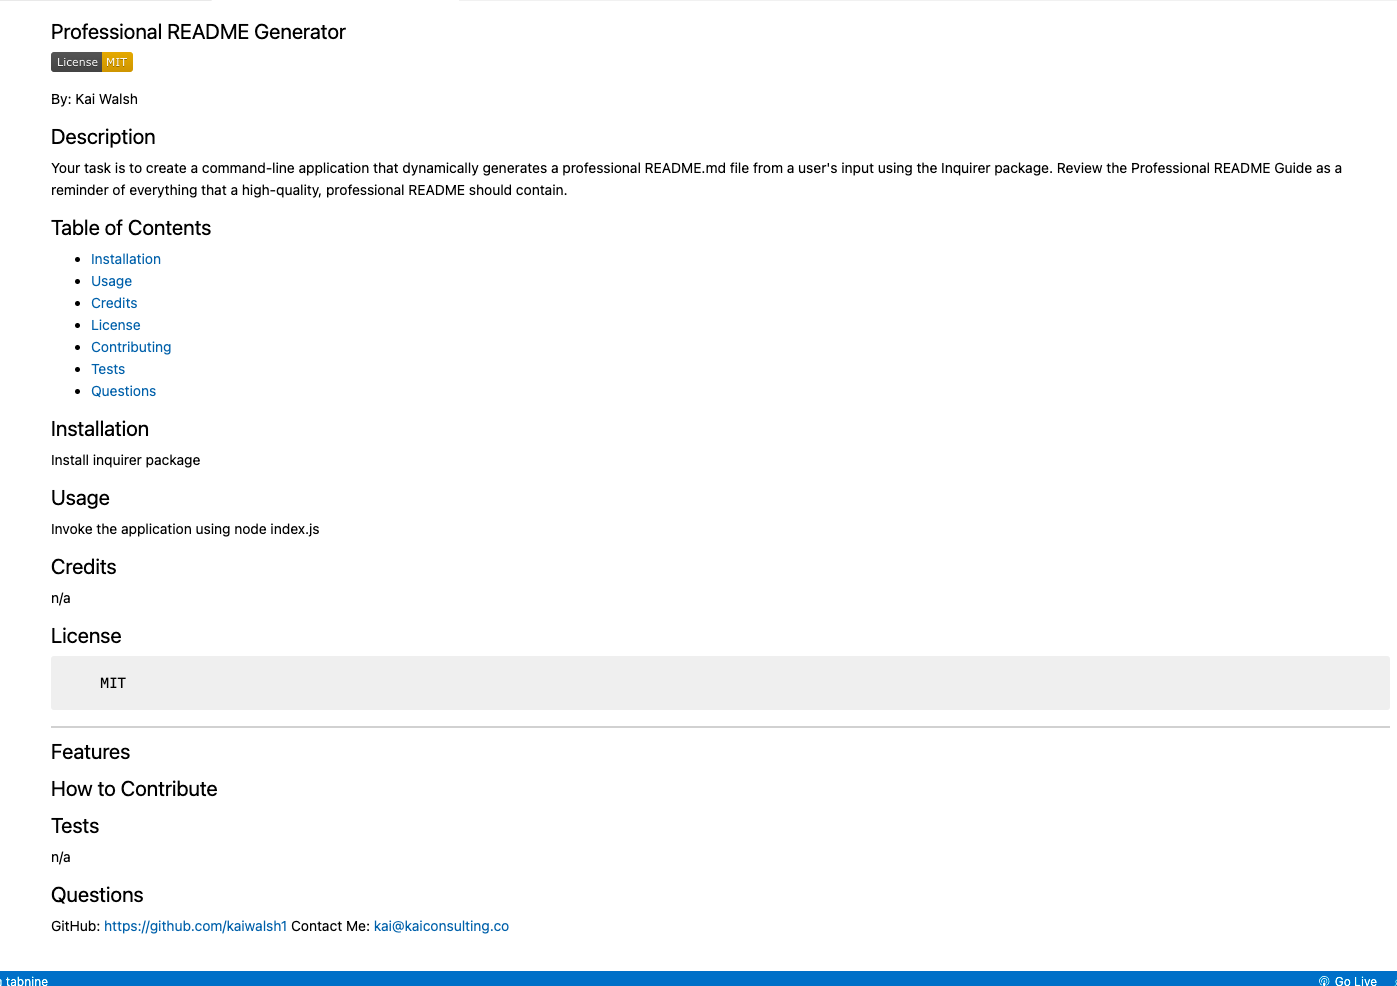 Professional README Generator
License MIT
By: Kai Walsh
Description
Your task is to create a command-line application that dynamically generates a professional README.md file from a user's input using the Inquirer package. Review the Professional README Guide as a
reminder of everything that a high-quality, professional README should contain.
Table of Contents
Installation
Usage
Credits
License
Contributing
Tests
Questions
Installation
Install inquirer package
Usage
Invoke the application using node index.js
Credits
n/a
License
MIT
Features
How to Contribute
Tests
n/a
Questions
GitHub: https://github.com/kaiwalsh1 Contact Me: kai@kaiconsulting.co
tabnine
Go Live